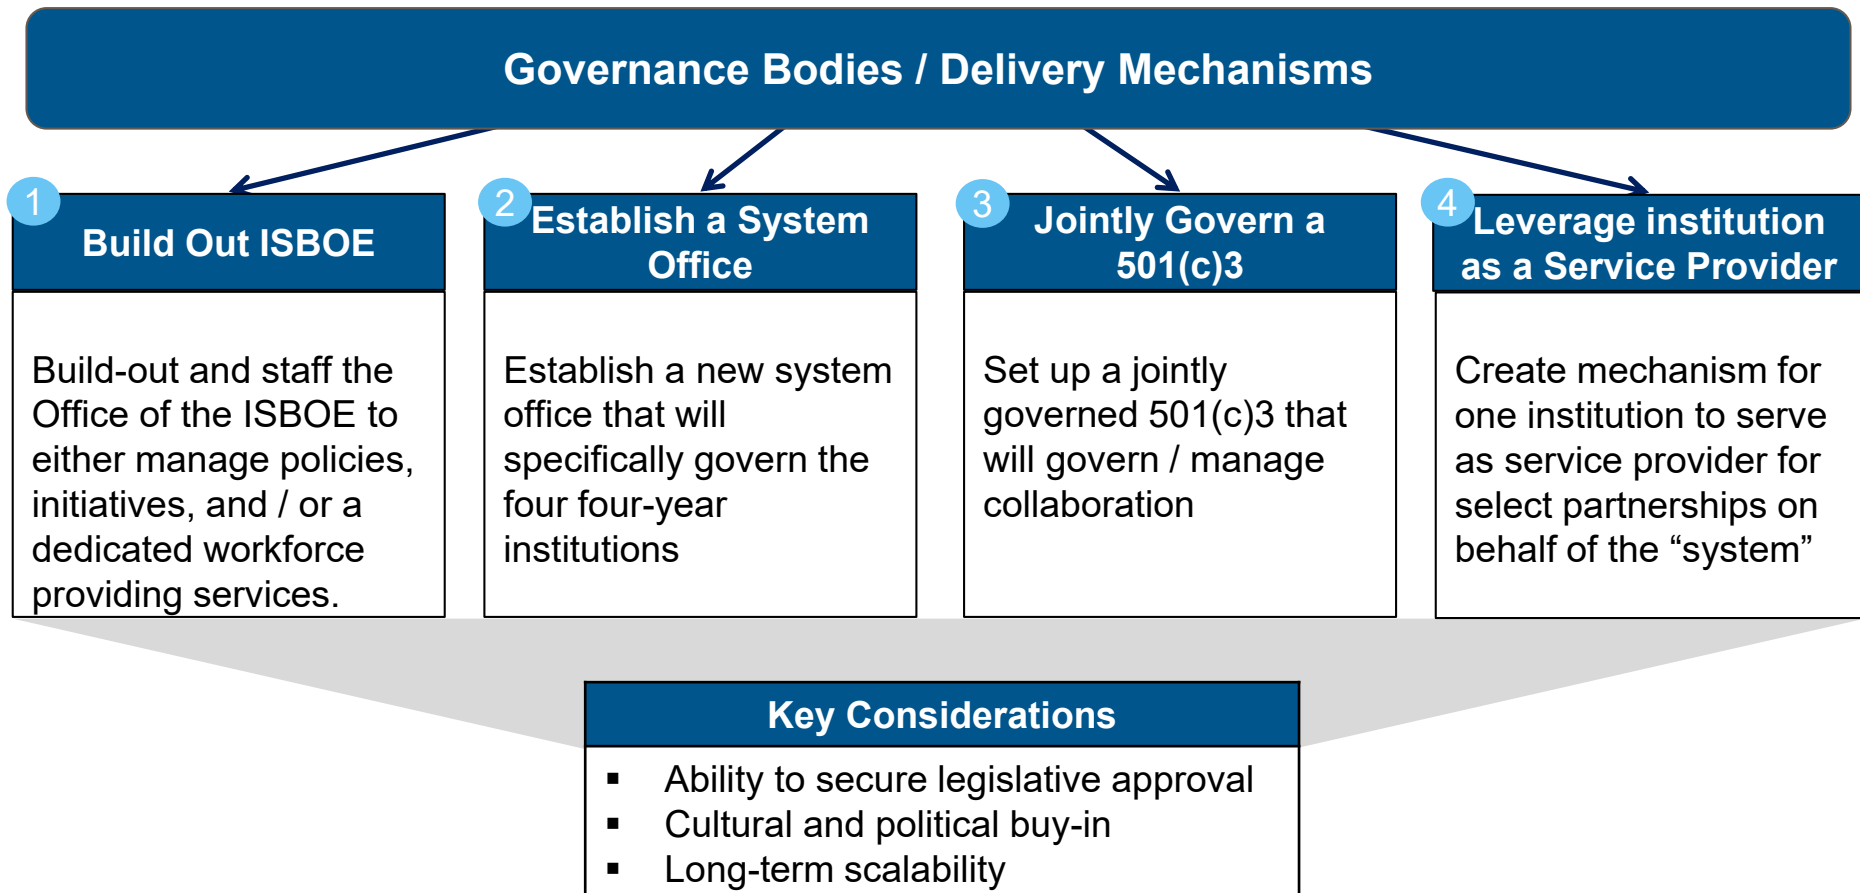 Governance Bodies / Delivery Mechanisms
1
Build Out ISBOE
Build-out and staff the
Office of the ISBOE to
either manage policies,
initiatives, and / or a
dedicated workforce
providing services.
2
Establish a System
Office
Establish a new system
office that will
specifically govern the
four four-year
institutions
3
Jointly Govern a
501(c)3
Set up a jointly
governed 501(c)3 that
will govern / manage
collaboration
4
Leverage institution
as a Service Provider
Create mechanism for
one institution to serve
as service provider for
select partnerships on
behalf of the “system”
Key Considerations
▪ Ability to secure legislative approval
▪ Cultural and political buy-in
▪ Long-term scalability